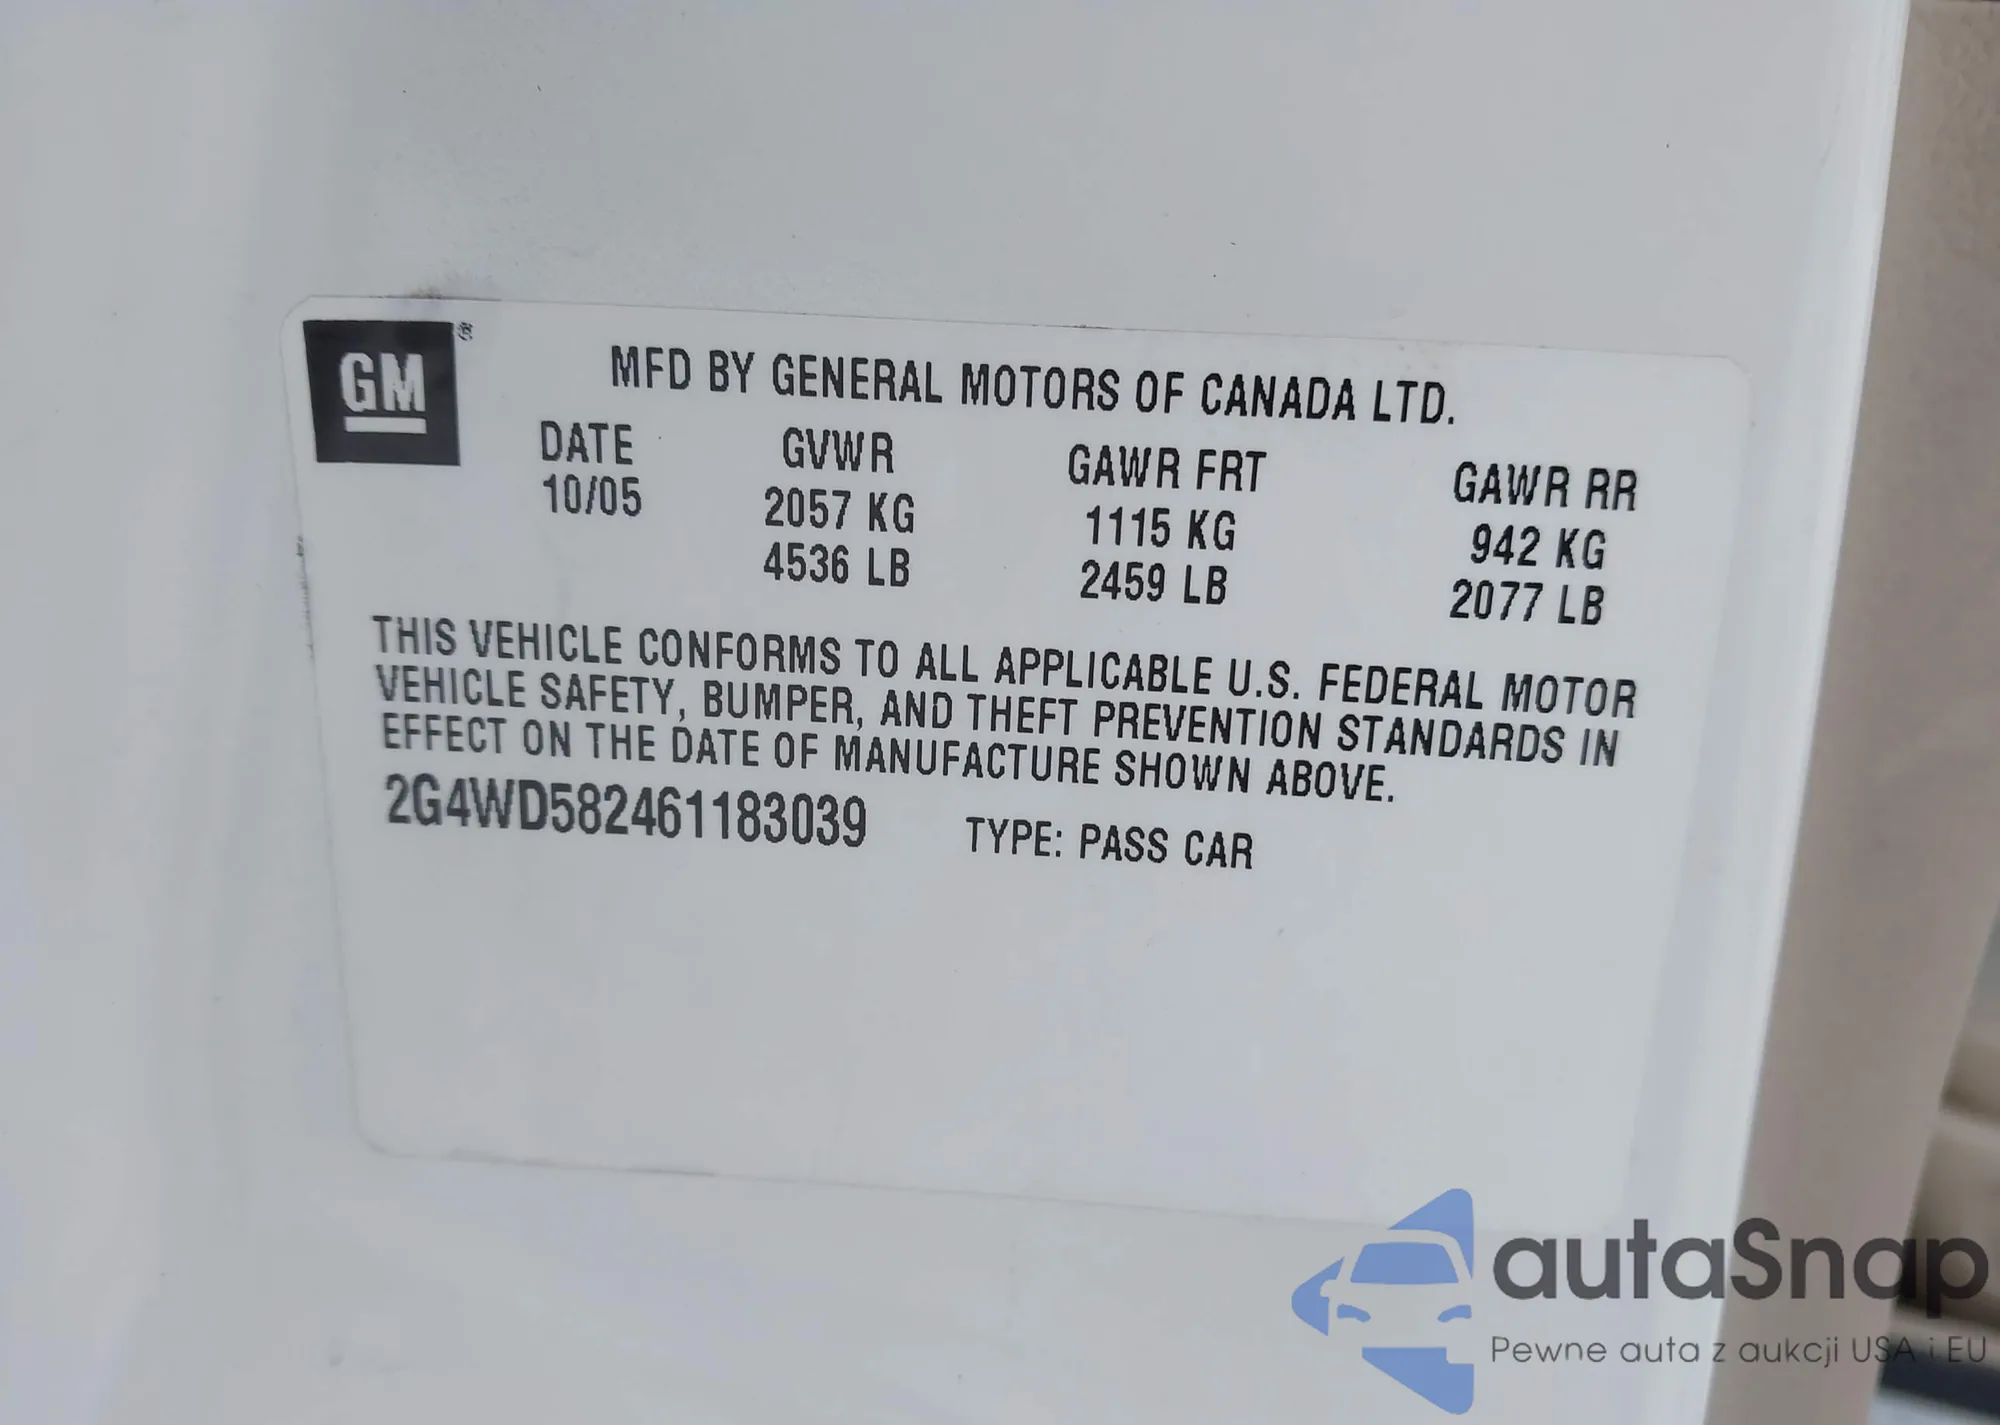 GM®
MFD BY GENERAL MOTORS OF CANADA LTD.
DATE GVWR GAWR FRT GAWR RR
10/05 2057 KG 1115 KG 942 KG
4536 LB 2459 LB 2077 LB
THIS VEHICLE CONFORMS TO ALL APPLICABLE U.S. FEDERAL MOTOR
VEHICLE SAFETY, BUMPER, AND THEFT PREVENTION STANDARDS IN
EFFECT ON THE DATE OF MANUFACTURE SHOWN ABOVE.
2G4WD582461183039 TYPE: PASS CAR
autaSnap
Pewne auta z aukcji USA i EU